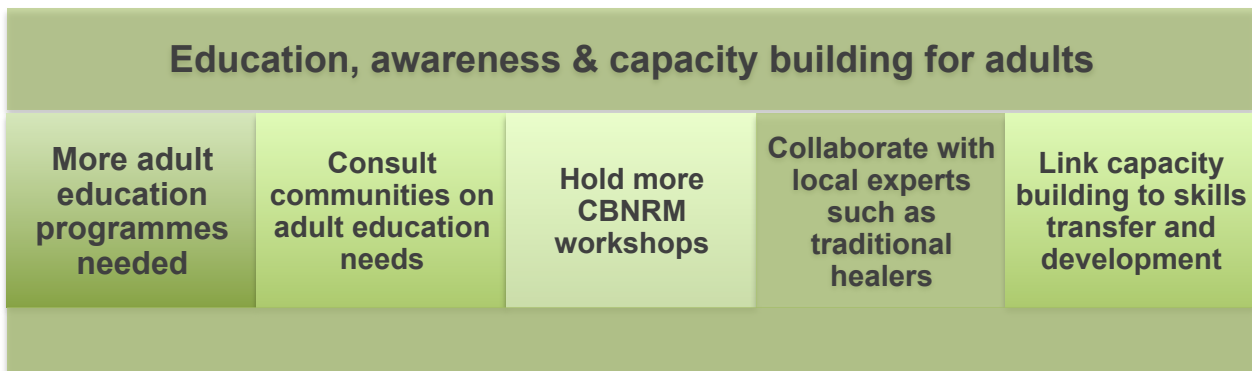 Education, awareness & capacity building for adults
More adult
education
programmes
needed
Consult
communities on
adult education
needs
Hold more
CBNRM
workshops
Collaborate with
local experts
such as
traditional
healers
Link capacity
building to skills
transfer and
development